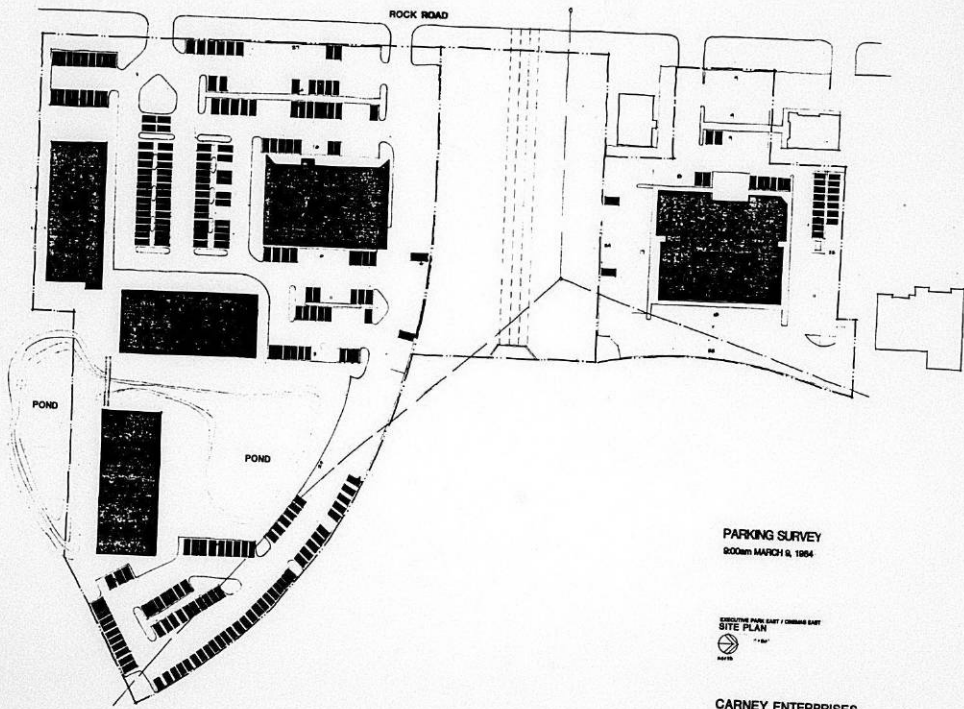 ROCK ROAD
POND
POND
PARKING SURVEY
9:00am MARCH 9, 1984
EXECUTIVE PARK EAST / CINEMAS EAST
SITE PLAN
north
CARNEY ENTERPRISES